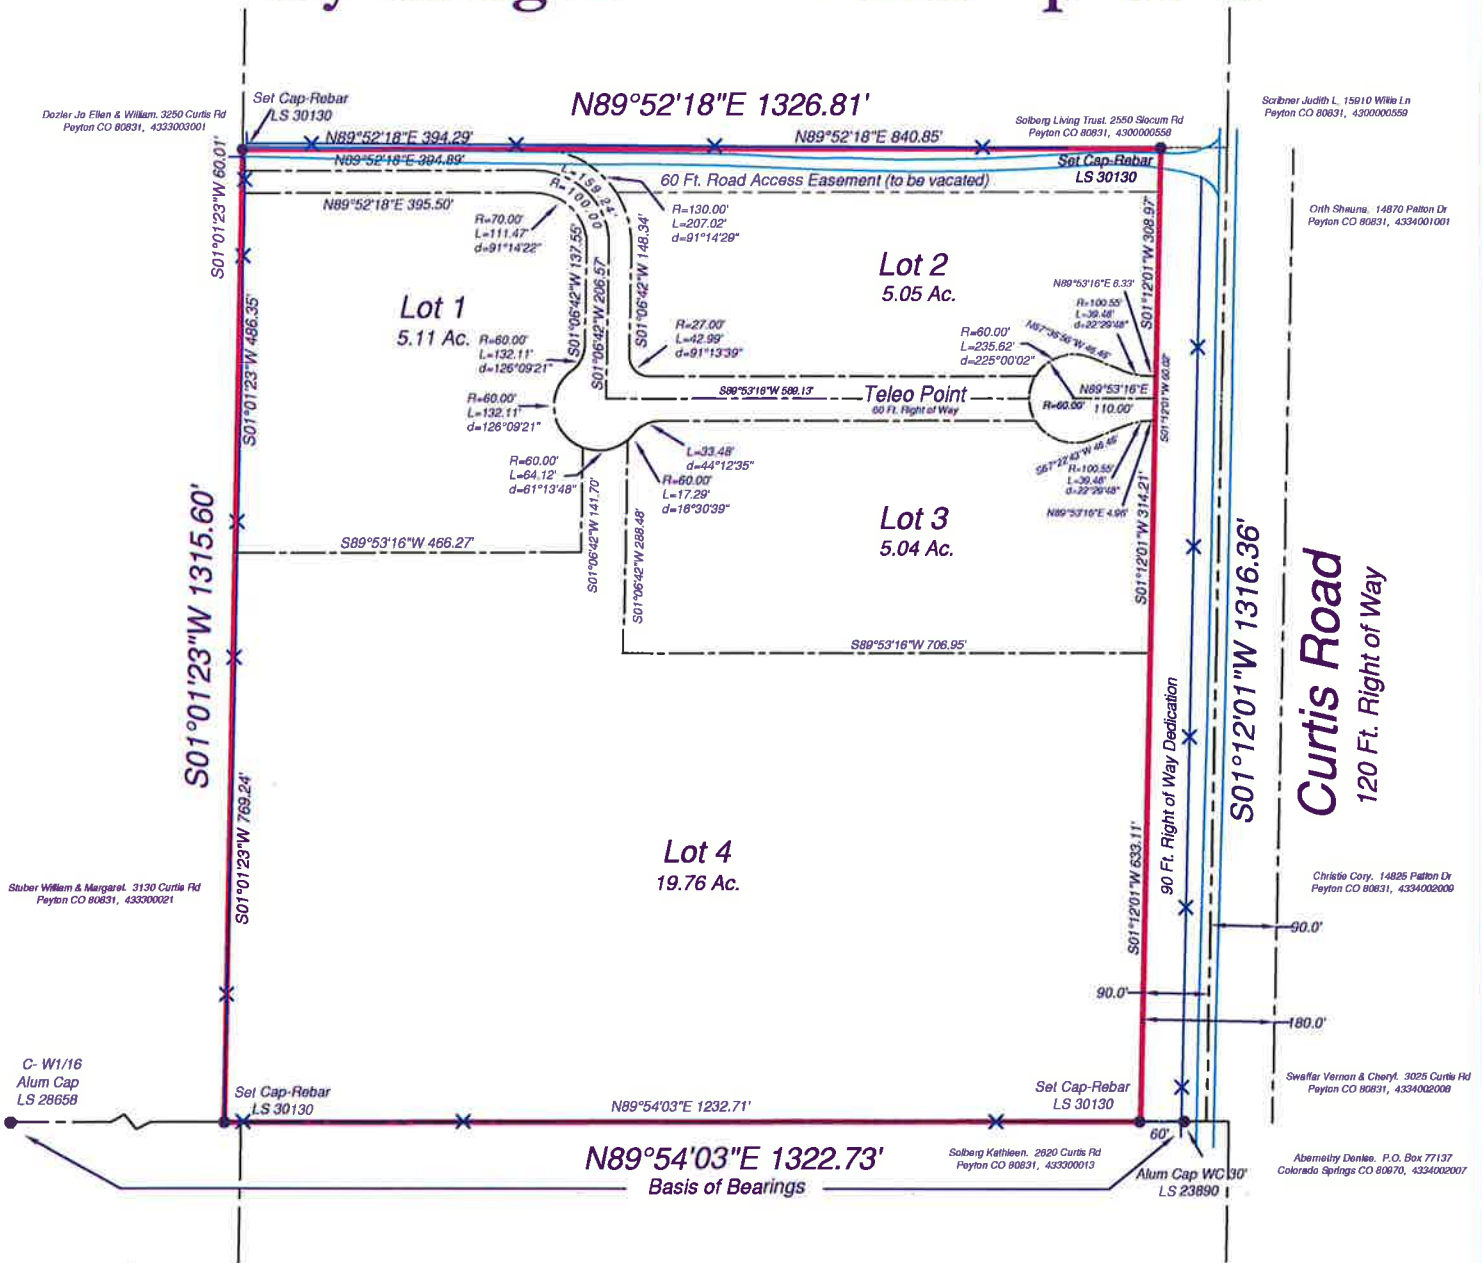 Set Cap-Rebar
LS 30130
N89°52'18"E 1326.81'
Dozier Jo Ellen & William. 3250 Curtis Rd
Peyton CO 80831, 4333003001
Solberg Living Trust. 2550 Slocum Rd
Peyton CO 80831, 4300000558
Scribner Judith L. 15910 Willie Ln
Peyton CO 80831, 4300000559
N89°52'18"E 394.29'
N89°52'18"E 840.85'
N89°52'18"E 394.89'
Set Cap-Rebar
LS 30130
60 Ft. Road Access Easement (to be vacated)
L=159.24'
R=100.00
N89°52'18"E 395.50'
S01°01'23"W 60.01'
R=70.00'
L=111.47'
d=91°14'22"
R=130.00'
L=207.02'
d=91°14'29"
Orth Shauna. 14870 Patton Dr
Peyton CO 80831, 4334001001
S01°06'42"W 137.55'
S01°06'42"W 206.57'
S01°06'42"W 148.34'
S01°12'01"W 308.97'
Lot 2
5.05 Ac.
Lot 1
5.11 Ac.
S01°01'23"W 486.35'
N89°53'16"E 6.33'
R=100.55'
L=39.48'
d=22°29'48"
N67°36'56"W 46.46'
R=60.00'
L=132.11'
d=126°09'21"
R=27.00'
L=42.99'
d=91°13'39"
R=60.00'
L=235.62'
d=225°00'02"
S89°53'16"W 589.13'
Teleo Point
60 Ft. Right of Way
N89°53'16"E
110.00'
R=60.00'
S01°12'01"W 60.02'
R=60.00'
L=132.11'
d=126°09'21"
R=60.00'
L=64.12'
d=61°13'48"
L=33.48'
d=44°12'35"
R=60.00'
L=17.29'
d=16°30'39"
S67°22'43"W 46.46'
R=100.55'
L=39.48'
d=22°29'48"
N89°53'16"E 4.96'
S01°12'01"W 314.21'
Lot 3
5.04 Ac.
S89°53'16"W 466.27'
S01°06'42"W 141.70'
S01°06'42"W 288.48'
S89°53'16"W 706.95'
S01°01'23"W 1315.60'
S01°12'01"W 1316.36'
Curtis Road
120 Ft. Right of Way
90 Ft. Right of Way Dedication
S01°01'23"W 769.24'
S01°12'01"W 633.11'
Lot 4
19.76 Ac.
Stuber William & Margaret. 3130 Curtis Rd
Peyton CO 80831, 433300021
Christie Cory. 14825 Patton Dr
Peyton CO 80831, 4334002009
90.0'
90.0'
180.0'
C- W1/16
Alum Cap
LS 28658
Set Cap-Rebar
LS 30130
N89°54'03"E 1232.71'
Set Cap-Rebar
LS 30130
Swaffar Vernon & Cheryl. 3025 Curtis Rd
Peyton CO 80831, 4334002008
60'
N89°54'03"E 1322.73'
Basis of Bearings
Solberg Kathleen. 2620 Curtis Rd
Peyton CO 80831, 433300013
Alum Cap WC 30'
LS 23890
Abernethy Denise. P.O. Box 77137
Colorado Springs CO 80970, 4334002007